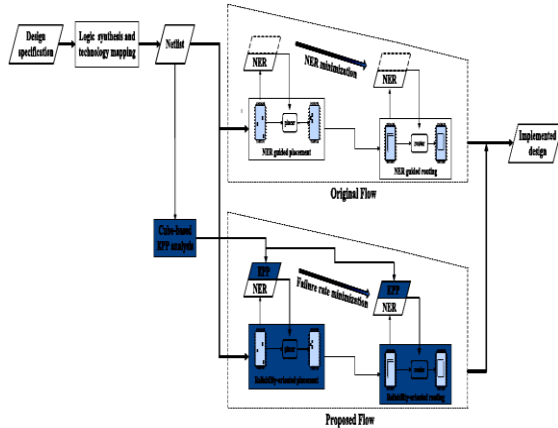 Design
specification
Logic synthesis and
technology mapping
Netlist
NER
NER minimization
NER
placer
NER guided placement
router
NER guided routing
Original Flow
Implemented
design
Cube-based
EPP analysis
EPP
NER
Failure rate minimization
EPP
NER
placer
Reliability-oriented placement
router
Reliability-oriented routing
Proposed Flow